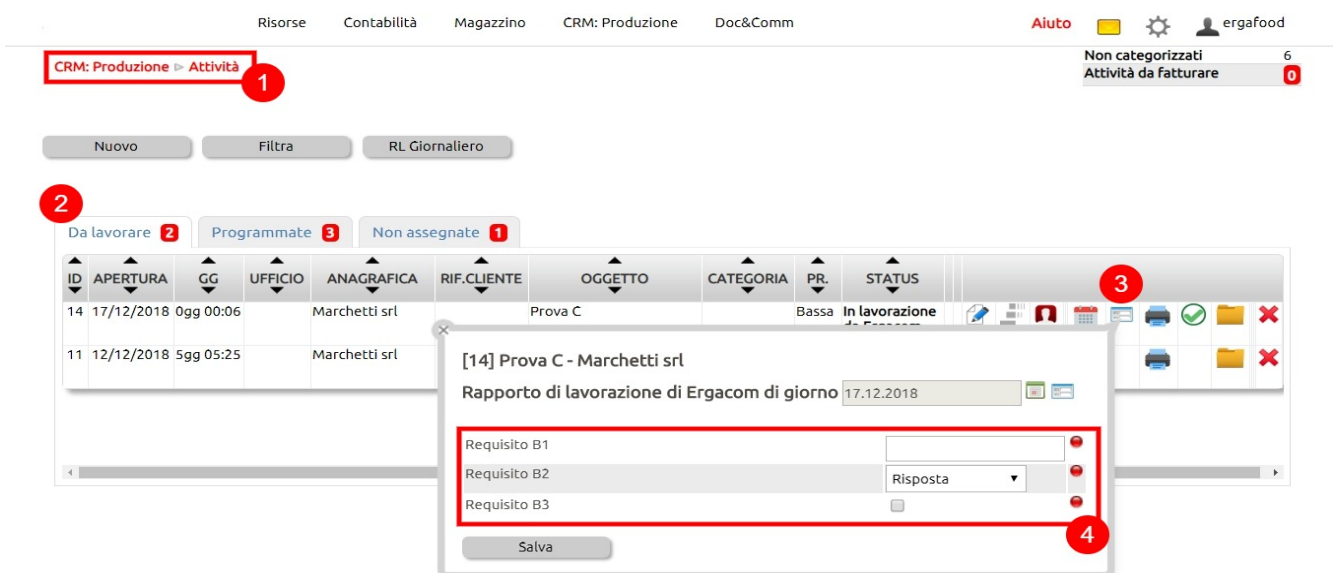 Risorse Contabilità Magazzino CRM: Produzione Doc&Comm Aiuto ergafood
CRM: Produzione ▷ Attività
1
Non categorizzati 6
Attività da fatturare 0
Nuovo Filtra RL Giornaliero
2
Da lavorare 2 Programmate 3 Non assegnate 1
ID APERTURA GG UFFICIO ANAGRAFICA RIF.CLIENTE OGGETTO CATEGORIA PR. STATUS
3
14 17/12/2018 0gg 00:06 Marchetti srl Prova C Bassa In lavorazione
da Ergacom
11 12/12/2018 5gg 05:25 Marchetti srl
[14] Prova C - Marchetti srl
Rapporto di lavorazione di Ergacom di giorno 17.12.2018
Requisito B1
Requisito B2 Risposta
Requisito B3
4
Salva